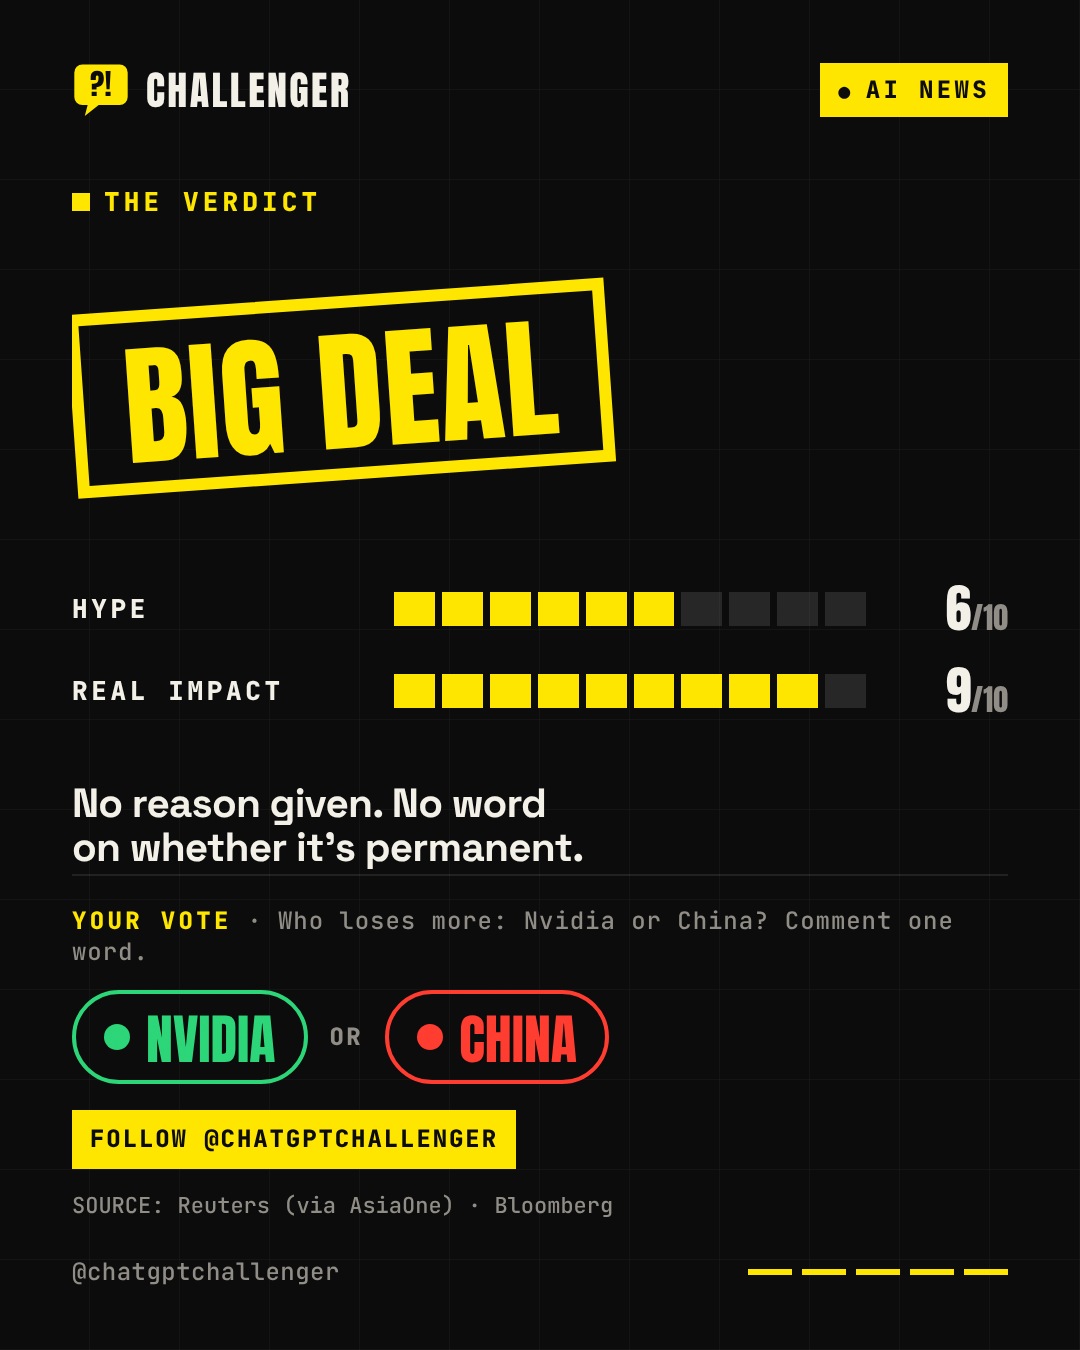 ?! CHALLENGER
● AI NEWS
THE VERDICT
BIG DEAL
HYPE 6/10
REAL IMPACT 9/10
No reason given. No word
on whether it’s permanent.
YOUR VOTE · Who loses more: Nvidia or China? Comment one
word.
NVIDIA OR CHINA
FOLLOW @CHATGPTCHALLENGER
SOURCE: Reuters (via AsiaOne) · Bloomberg
@chatgptchallenger